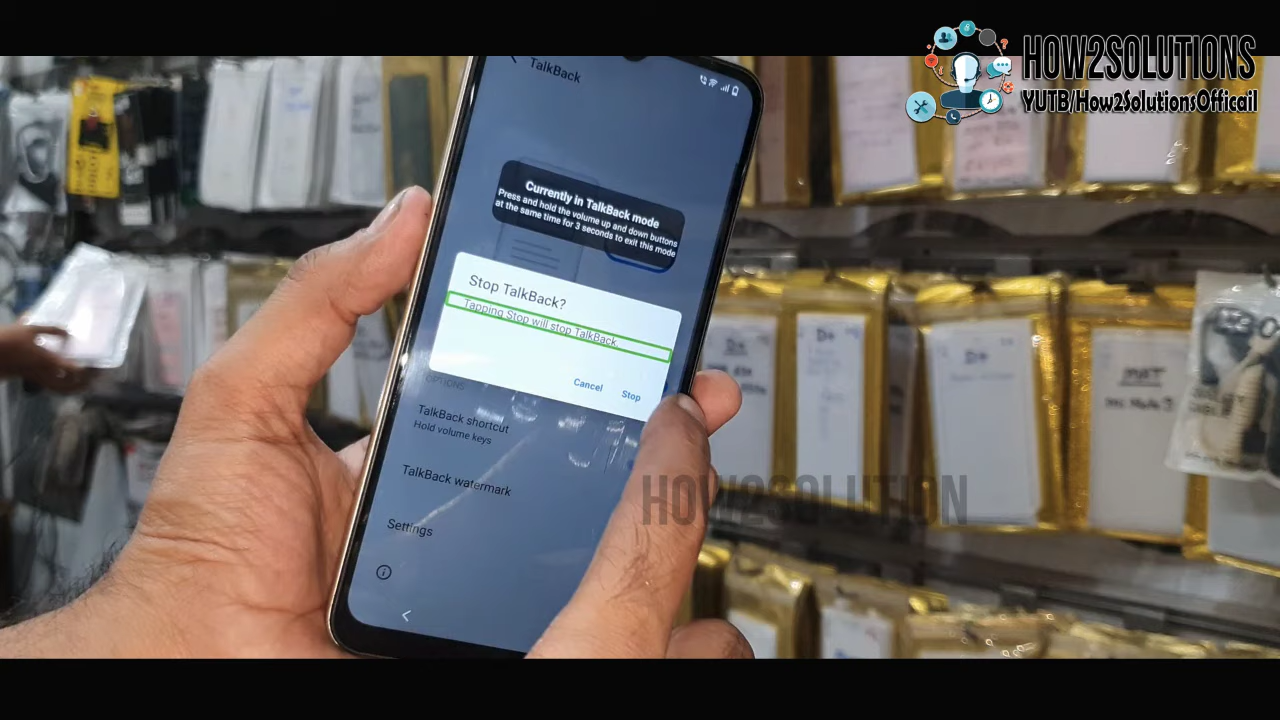 HOW2SOLUTIONS
YUTB/How2SolutionsOfficail
TalkBack
Currently in TalkBack mode
Press and hold the volume up and down buttons
at the same time for 3 seconds to exit this mode
Stop TalkBack?
Tapping Stop will stop TalkBack.
Cancel
Stop
OPTIONS
TalkBack shortcut
Hold volume keys
TalkBack watermark
Settings
HOW2SOLUTION
D+
D+
D+